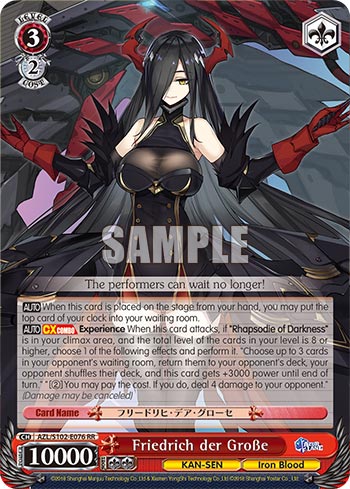 LEVEL
3
2
COST
SAMPLE
The performers can wait no longer!
AUTO When this card is placed on the stage from your hand, you may put the
top card of your clock into your waiting room.
AUTO CX COMBO Experience When this card attacks, if "Rhapsodie of Darkness"
is in your climax area, and the total level of the cards in your level is 8 or
higher, choose 1 of the following effects and perform it. "Choose up to 3 cards
in your opponent's waiting room, return them to your opponent's deck, your
opponent shuffles their deck, and this card gets +3000 power until end of
turn." "[②] You may pay the cost. If you do, deal 4 damage to your opponent."
(Damage may be canceled)
Card Name フリードリヒ・デア・グローセ
CH AZL/S102-E076 RR
Friedrich der Große
POWER 10000
KAN-SEN
Iron Blood